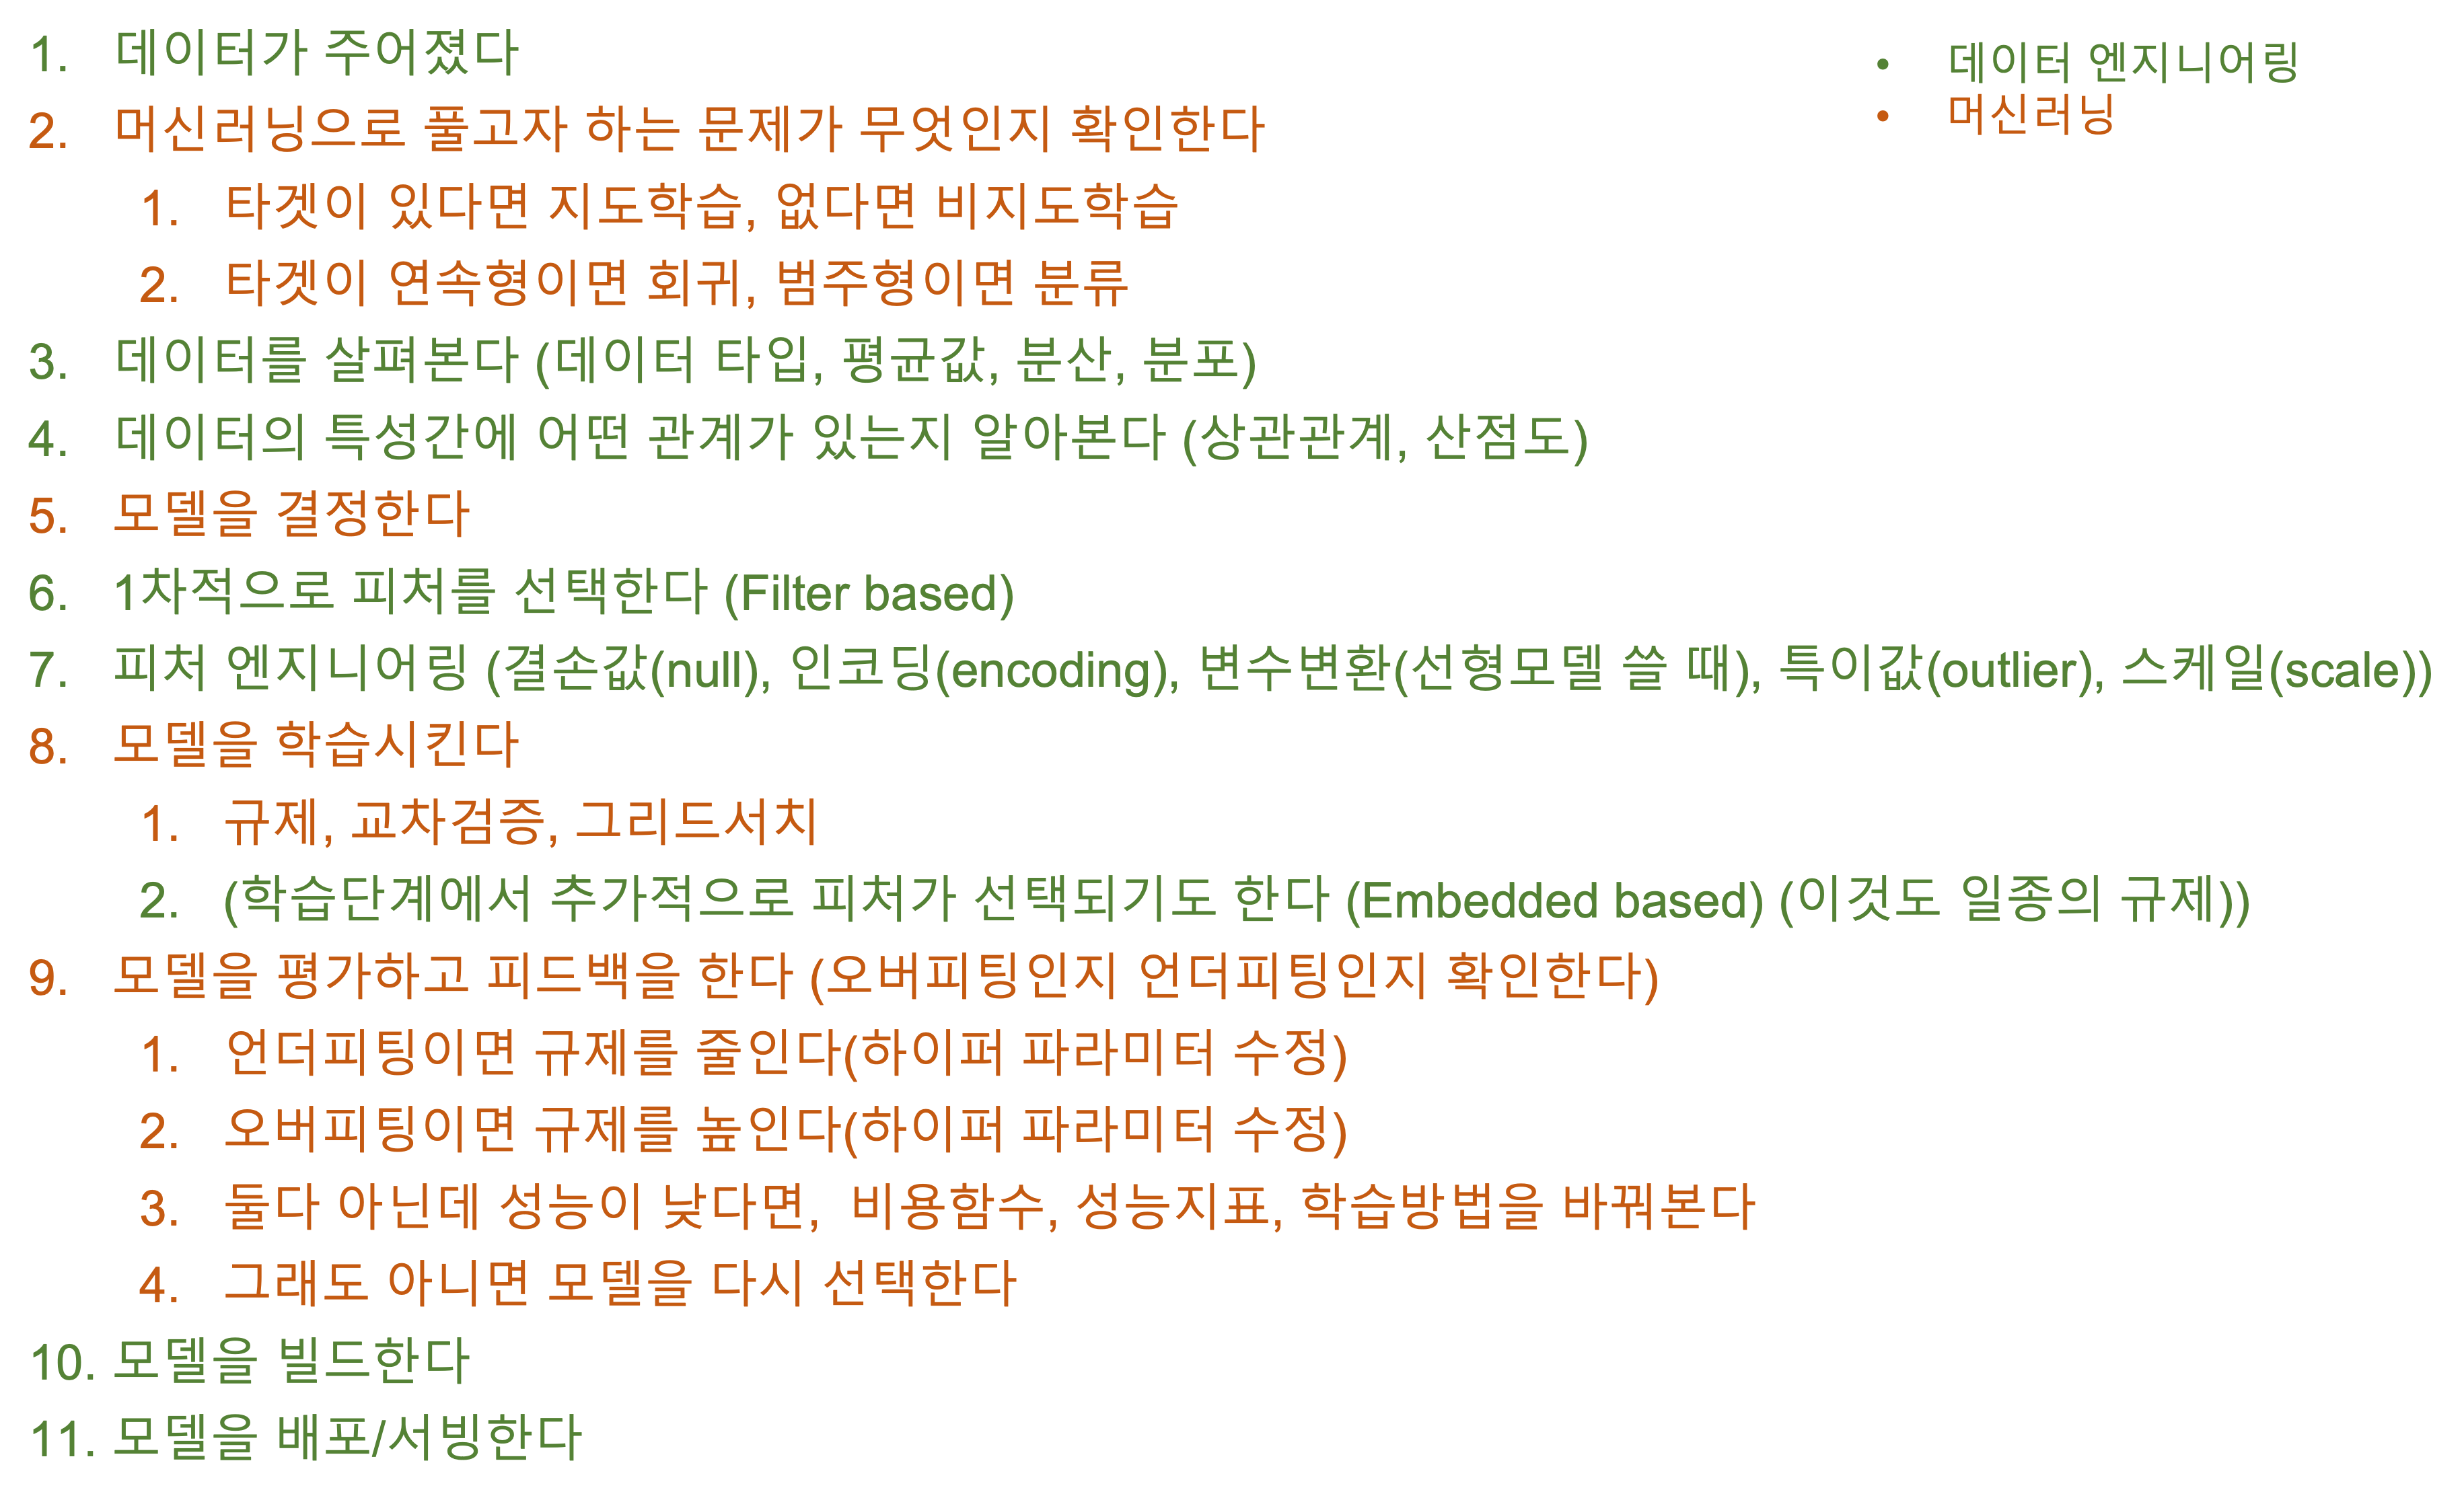 1. 데이터가 주어졌다
2. 머신러닝으로 풀고자 하는 문제가 무엇인지 확인한다
1. 타겟이 있다면 지도학습, 없다면 비지도학습
2. 타겟이 연속형이면 회귀, 범주형이면 분류
3. 데이터를 살펴본다 (데이터 타입, 평균값, 분산, 분포)
4. 데이터의 특성간에 어떤 관계가 있는지 알아본다 (상관관계, 산점도)
5. 모델을 결정한다
6. 1차적으로 피처를 선택한다 (Filter based)
7. 피처 엔지니어링 (결손값(null), 인코딩(encoding), 변수변환(선형모델 쓸 때), 특이값(outlier), 스케일(scale))
8. 모델을 학습시킨다
1. 규제, 교차검증, 그리드서치
2. (학습단계에서 추가적으로 피처가 선택되기도 한다 (Embedded based) (이것도 일종의 규제))
9. 모델을 평가하고 피드백을 한다 (오버피팅인지 언더피팅인지 확인한다)
1. 언더피팅이면 규제를 줄인다(하이퍼 파라미터 수정)
2. 오버피팅이면 규제를 높인다(하이퍼 파라미터 수정)
3. 둘다 아닌데 성능이 낮다면, 비용함수, 성능지표, 학습방법을 바꿔본다
4. 그래도 아니면 모델을 다시 선택한다
10. 모델을 빌드한다
11. 모델을 배포/서빙한다
• 데이터 엔지니어링
• 머신러닝